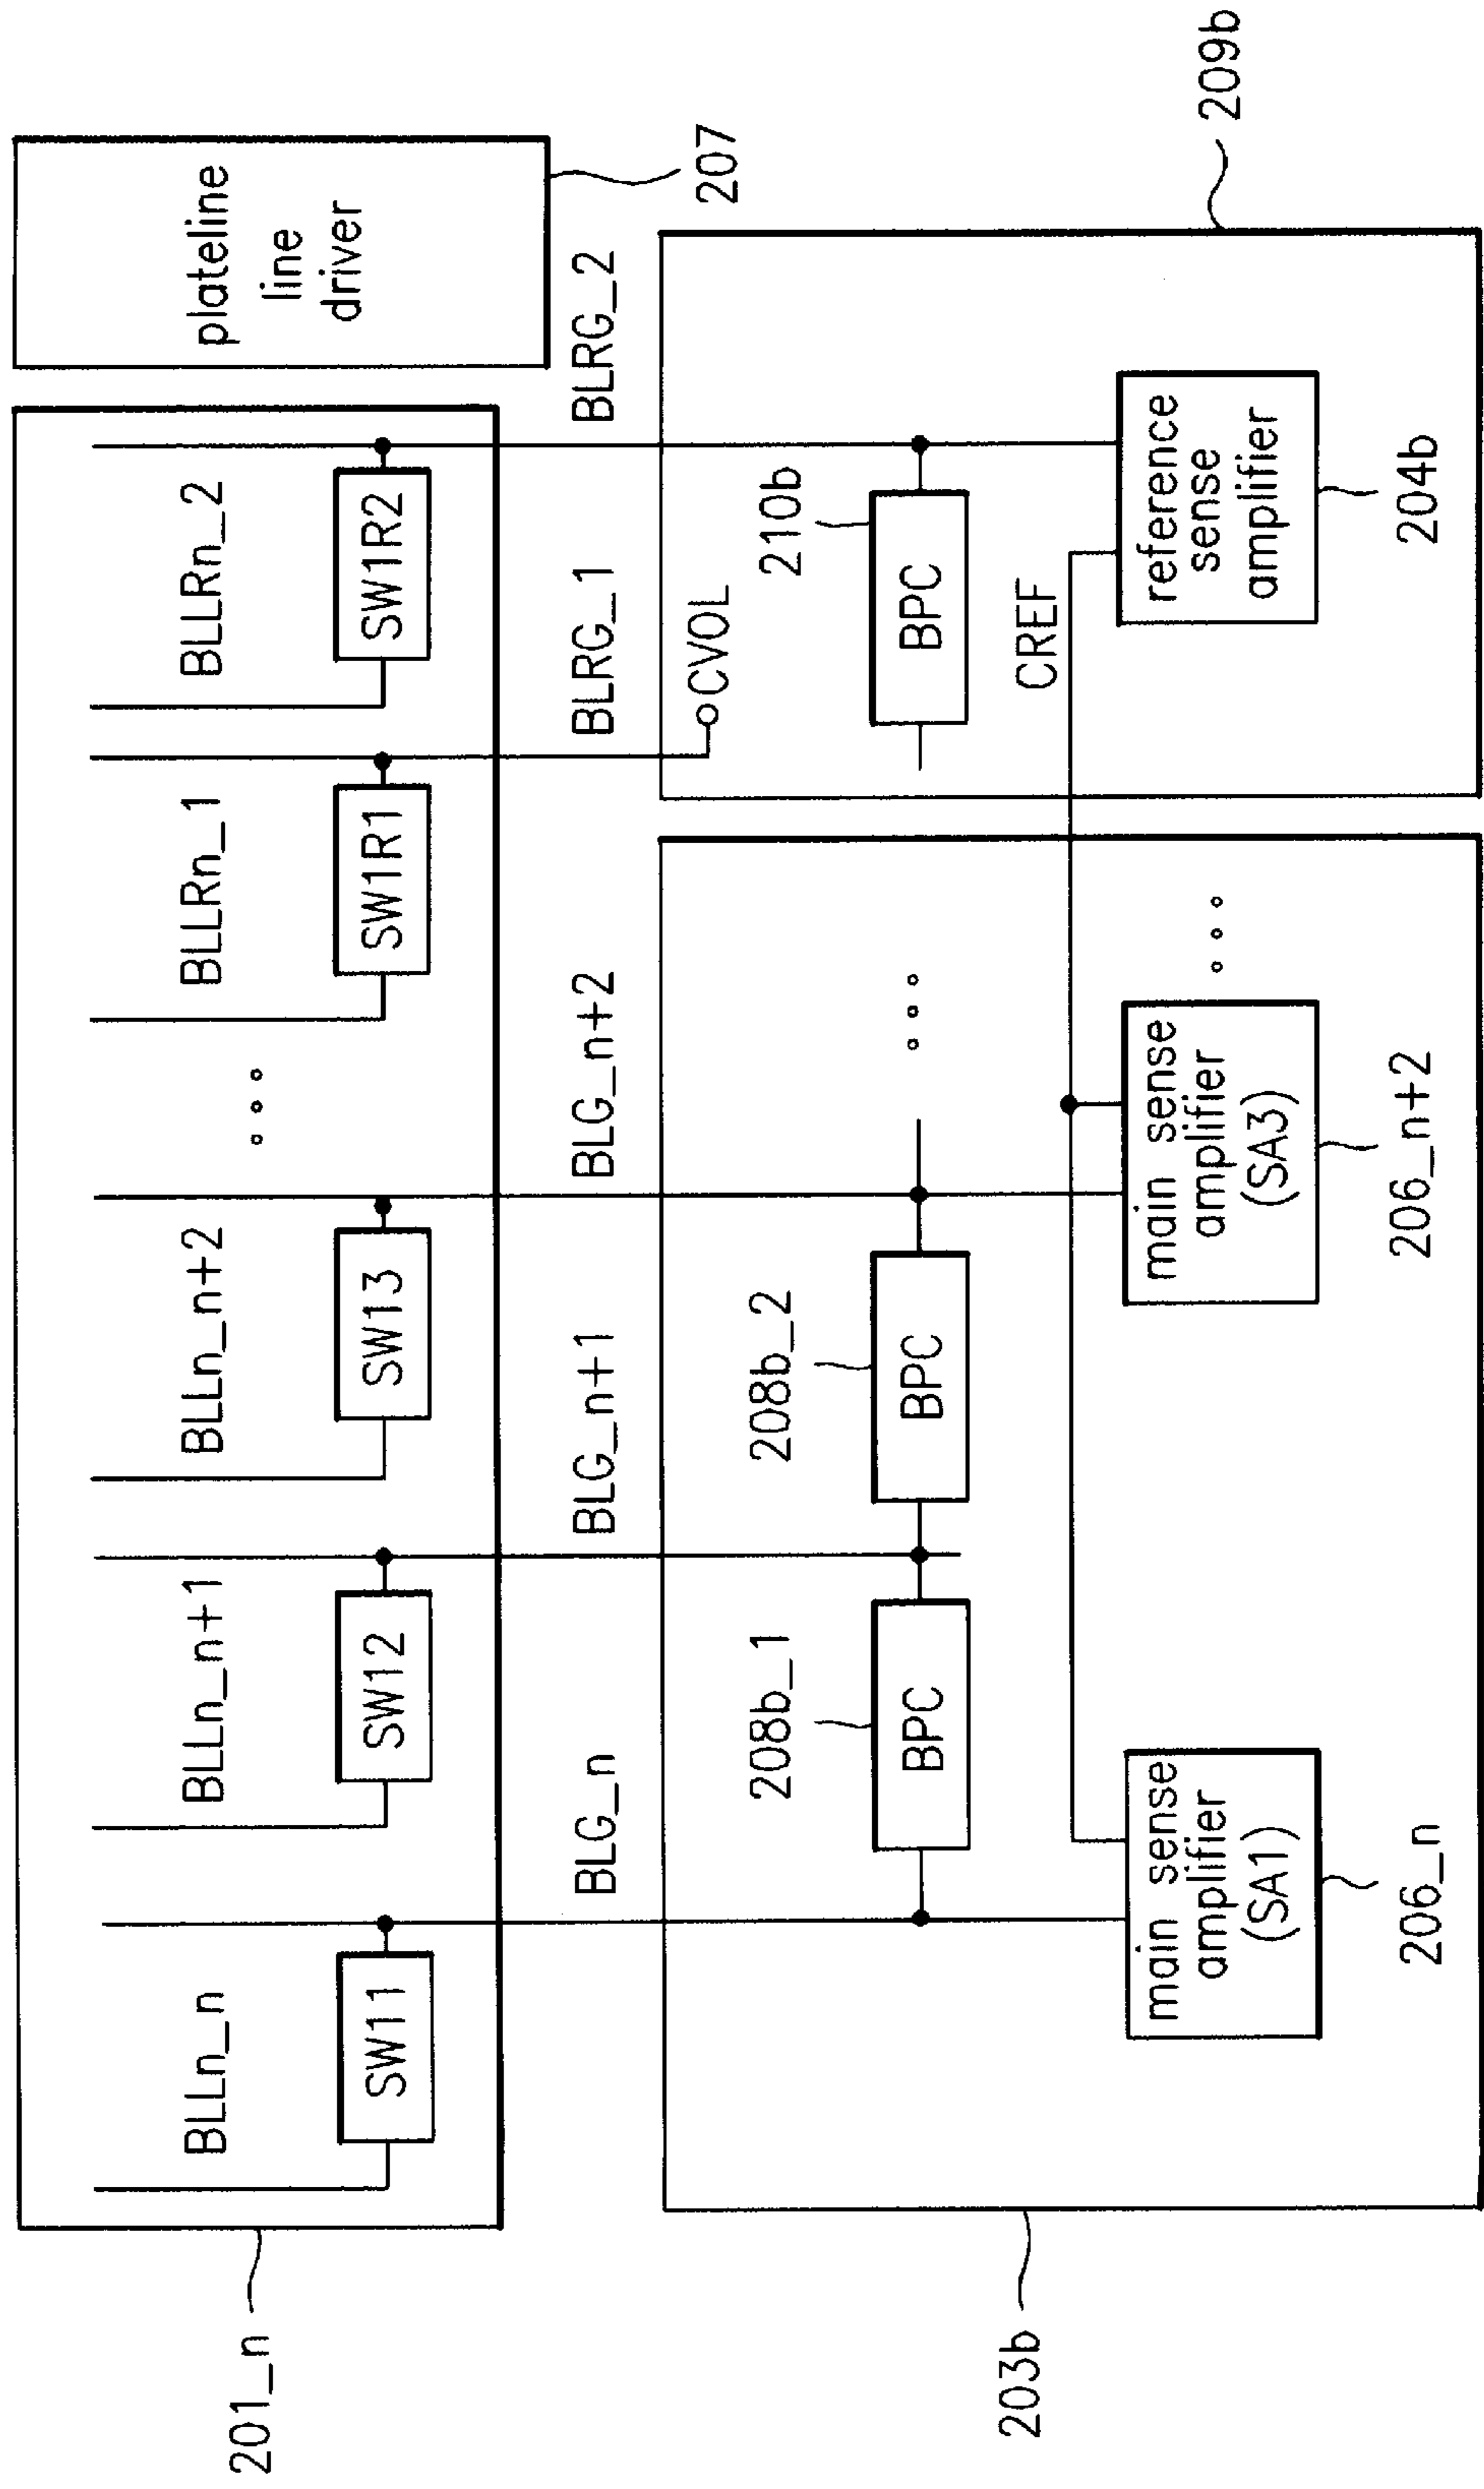 201_n
BLLn_n
BLLn_n+1
BLLn_n+2
BLLRn_1
BLLRn_2
plateline
line
driver
SW11
SW12
SW13
SW1R1
SW1R2
207
BLG_n
BLG_n+1
BLG_n+2
BLRG_1
BLRG_2
CVOL
208b_1
208b_2
210b
BPC
BPC
BPC
203b
CREF
209b
main sense
amplifier
(SA1)
main sense
amplifier
(SA3)
reference
sense
amplifier
206_n
206_n+2
204b